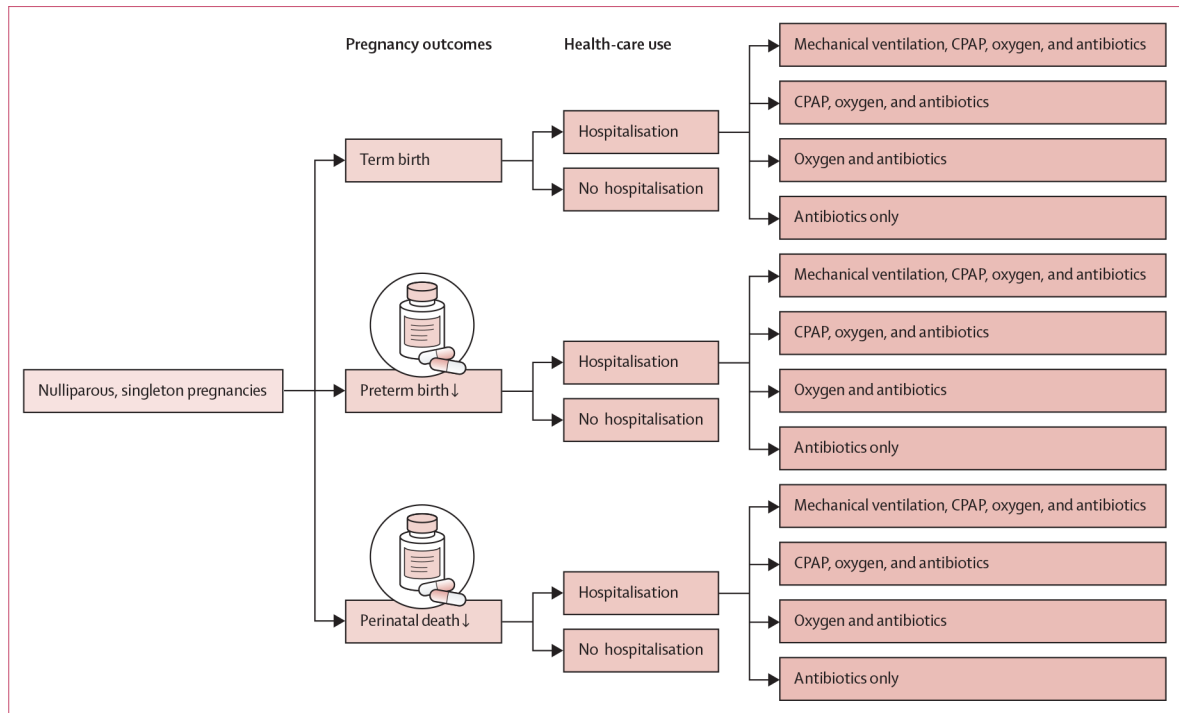 Pregnancy outcomes
Health-care use
Nulliparous, singleton pregnancies
Term birth
Hospitalisation
Mechanical ventilation, CPAP, oxygen, and antibiotics
CPAP, oxygen, and antibiotics
Oxygen and antibiotics
Antibiotics only
No hospitalisation
Preterm birth↓
Hospitalisation
Mechanical ventilation, CPAP, oxygen, and antibiotics
CPAP, oxygen, and antibiotics
Oxygen and antibiotics
Antibiotics only
No hospitalisation
Perinatal death↓
Hospitalisation
Mechanical ventilation, CPAP, oxygen, and antibiotics
CPAP, oxygen, and antibiotics
Oxygen and antibiotics
Antibiotics only
No hospitalisation